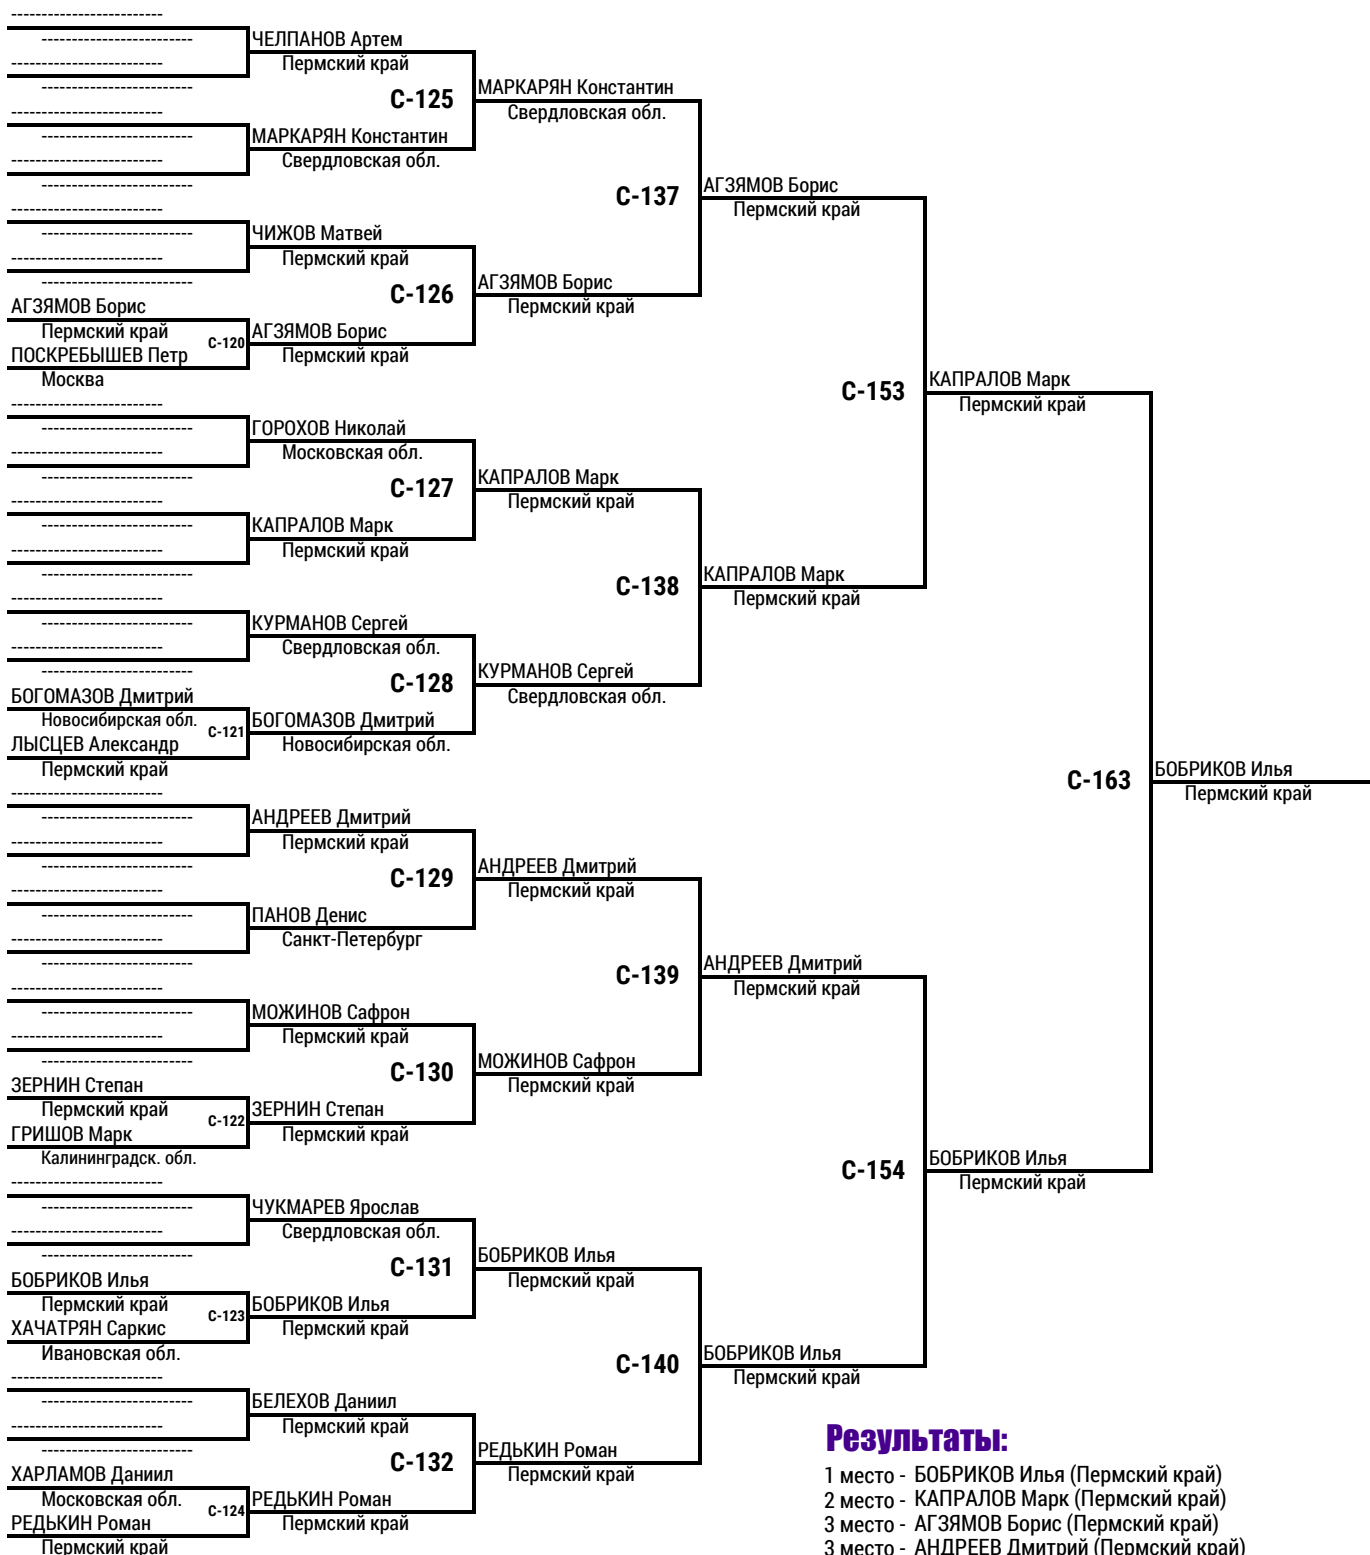 -------------------------
-------------------------
-------------------------
-------------------------
-------------------------
-------------------------
-------------------------
-------------------------
-------------------------
-------------------------
-------------------------
-------------------------
АГЗЯМОВ Борис
Пермский край
С-120
ПОСКРЕБЫШЕВ Петр
Москва
-------------------------
-------------------------
-------------------------
-------------------------
-------------------------
-------------------------
-------------------------
-------------------------
-------------------------
-------------------------
-------------------------
-------------------------
БОГОМАЗОВ Дмитрий
Новосибирская обл.
С-121
ЛЫСЦЕВ Александр
Пермский край
-------------------------
-------------------------
-------------------------
-------------------------
-------------------------
-------------------------
-------------------------
-------------------------
-------------------------
-------------------------
-------------------------
-------------------------
ЗЕРНИН Степан
Пермский край
С-122
ГРИШОВ Марк
Калининградск. обл.
-------------------------
-------------------------
-------------------------
-------------------------
БОБРИКОВ Илья
Пермский край
С-123
ХАЧАТРЯН Саркис
Ивановская обл.
-------------------------
-------------------------
-------------------------
-------------------------
ХАРЛАМОВ Даниил
Московская обл.
С-124
РЕДЬКИН Роман
Пермский край
ЧЕЛПАНОВ Артем
Пермский край
С-125
МАРКАРЯН Константин
Свердловская обл.
ЧИЖОВ Матвей
Пермский край
С-126
АГЗЯМОВ Борис
Пермский край
ГОРОХОВ Николай
Московская обл.
С-127
КАПРАЛОВ Марк
Пермский край
КУРМАНОВ Сергей
Свердловская обл.
С-128
БОГОМАЗОВ Дмитрий
Новосибирская обл.
АНДРЕЕВ Дмитрий
Пермский край
С-129
ПАНОВ Денис
Санкт-Петербург
МОЖИНОВ Сафрон
Пермский край
С-130
ЗЕРНИН Степан
Пермский край
ЧУКМАРЕВ Ярослав
Свердловская обл.
С-131
БОБРИКОВ Илья
Пермский край
БЕЛЕХОВ Даниил
Пермский край
С-132
РЕДЬКИН Роман
Пермский край
МАРКАРЯН Константин
Свердловская обл.
С-137
АГЗЯМОВ Борис
Пермский край
КАПРАЛОВ Марк
Пермский край
С-138
КУРМАНОВ Сергей
Свердловская обл.
АНДРЕЕВ Дмитрий
Пермский край
С-139
МОЖИНОВ Сафрон
Пермский край
БОБРИКОВ Илья
Пермский край
С-140
РЕДЬКИН Роман
Пермский край
АГЗЯМОВ Борис
Пермский край
С-153
КАПРАЛОВ Марк
Пермский край
АНДРЕЕВ Дмитрий
Пермский край
С-154
БОБРИКОВ Илья
Пермский край
КАПРАЛОВ Марк
Пермский край
С-163
БОБРИКОВ Илья
Пермский край
БОБРИКОВ Илья
Пермский край
Результаты:
1 место - БОБРИКОВ Илья (Пермский край)
2 место - КАПРАЛОВ Марк (Пермский край)
3 место - АГЗЯМОВ Борис (Пермский край)
3 место - АНДРЕЕВ Дмитрий (Пермский край)